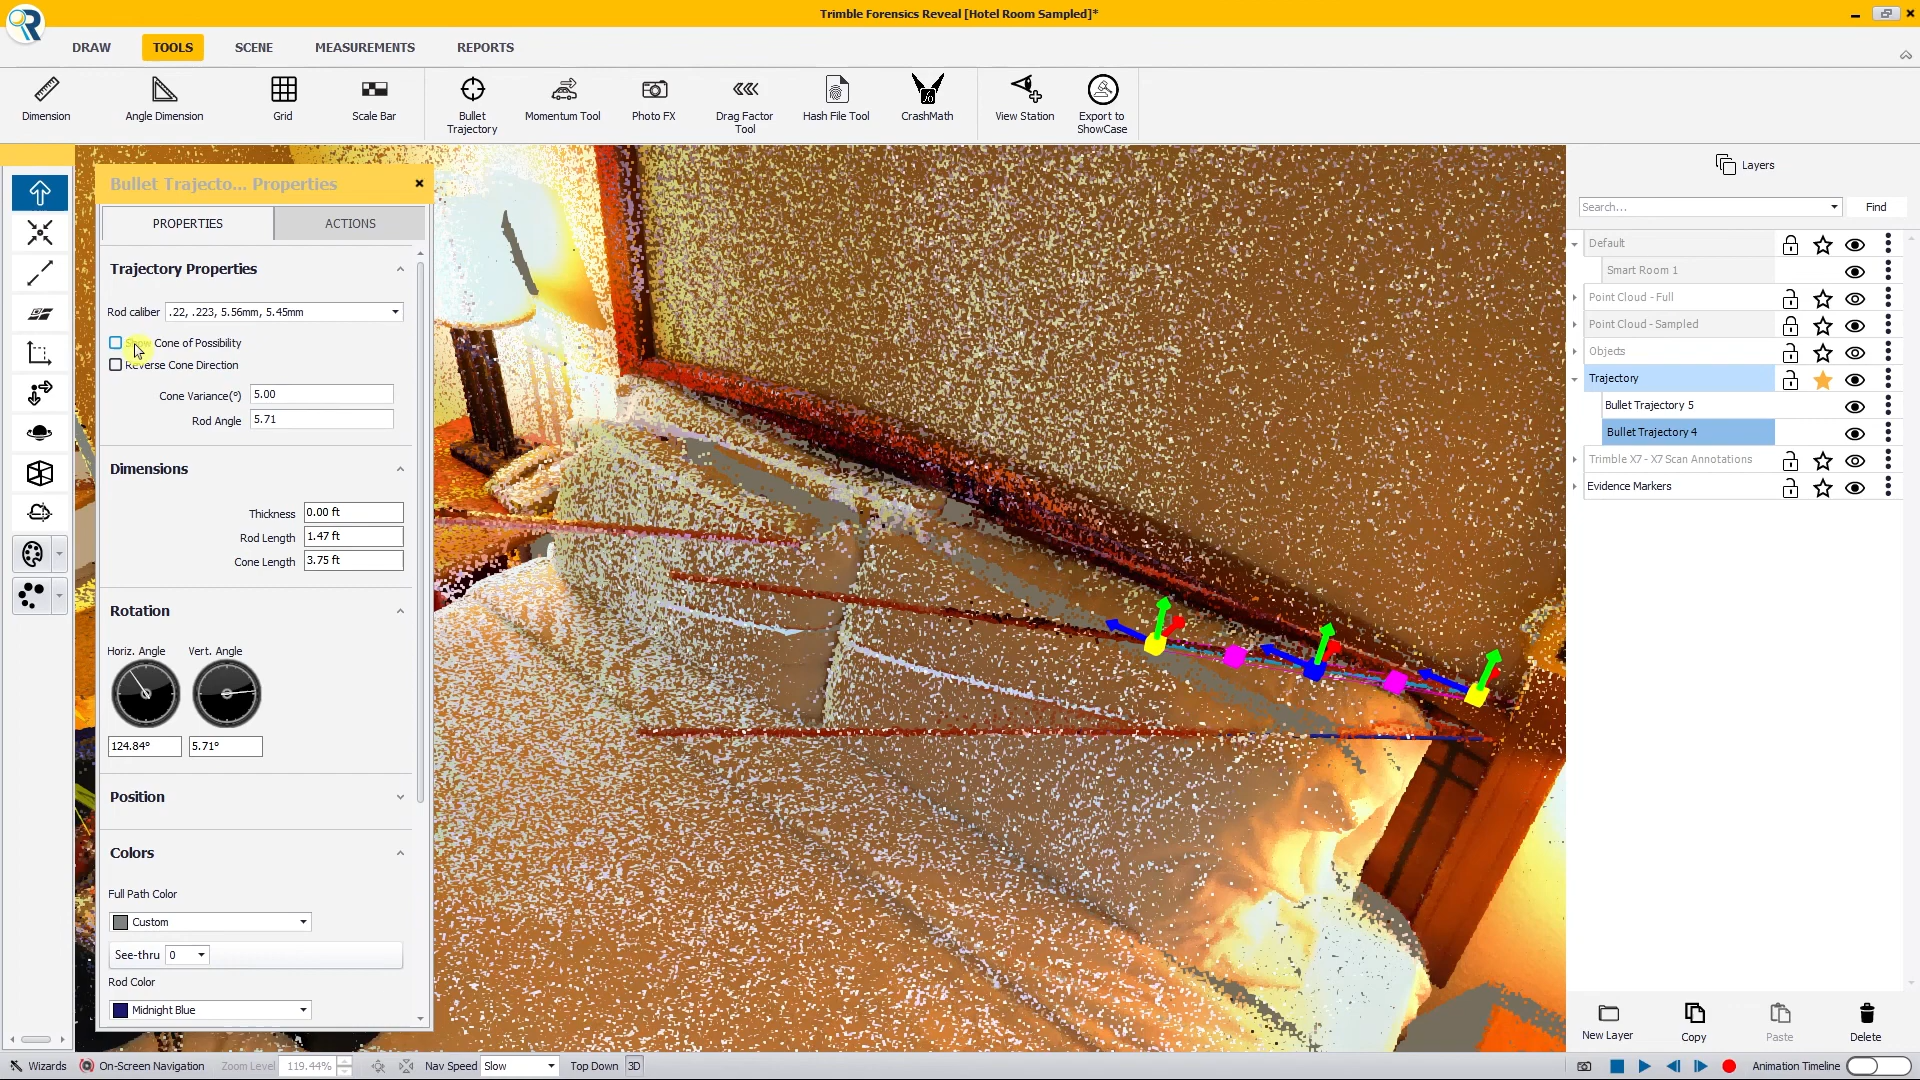 Trimble Forensics Reveal [Hotel Room Sampled]*
DRAW TOOLS SCENE MEASUREMENTS REPORTS
Dimension
Angle Dimension
Grid
Scale Bar
Bullet Trajectory
Momentum Tool
Photo FX
Drag Factor Tool
Hash File Tool
CrashMath
View Station
Export to ShowCase
Bullet Trajecto... Properties
PROPERTIES ACTIONS
Trajectory Properties
Rod caliber .22, .223, 5.56mm, 5.45mm
Show Cone of Possibility
Reverse Cone Direction
Cone Variance(°) 5.00
Rod Angle 5.71
Dimensions
Thickness 0.00 ft
Rod Length 1.47 ft
Cone Length 3.75 ft
Rotation
Horiz. Angle Vert. Angle
124.84° 5.71°
Position
Colors
Full Path Color
Custom
See-thru 0
Rod Color
Midnight Blue
Layers
Search... Find
Default
Smart Room 1
Point Cloud - Full
Point Cloud - Sampled
Objects
Trajectory
Bullet Trajectory 5
Bullet Trajectory 4
Trimble X7 - X7 Scan Annotations
Evidence Markers
New Layer Copy Paste Delete
Wizards On-Screen Navigation Zoom Level 119.44% Nav Speed Slow Top Down 3D Animation Timeline